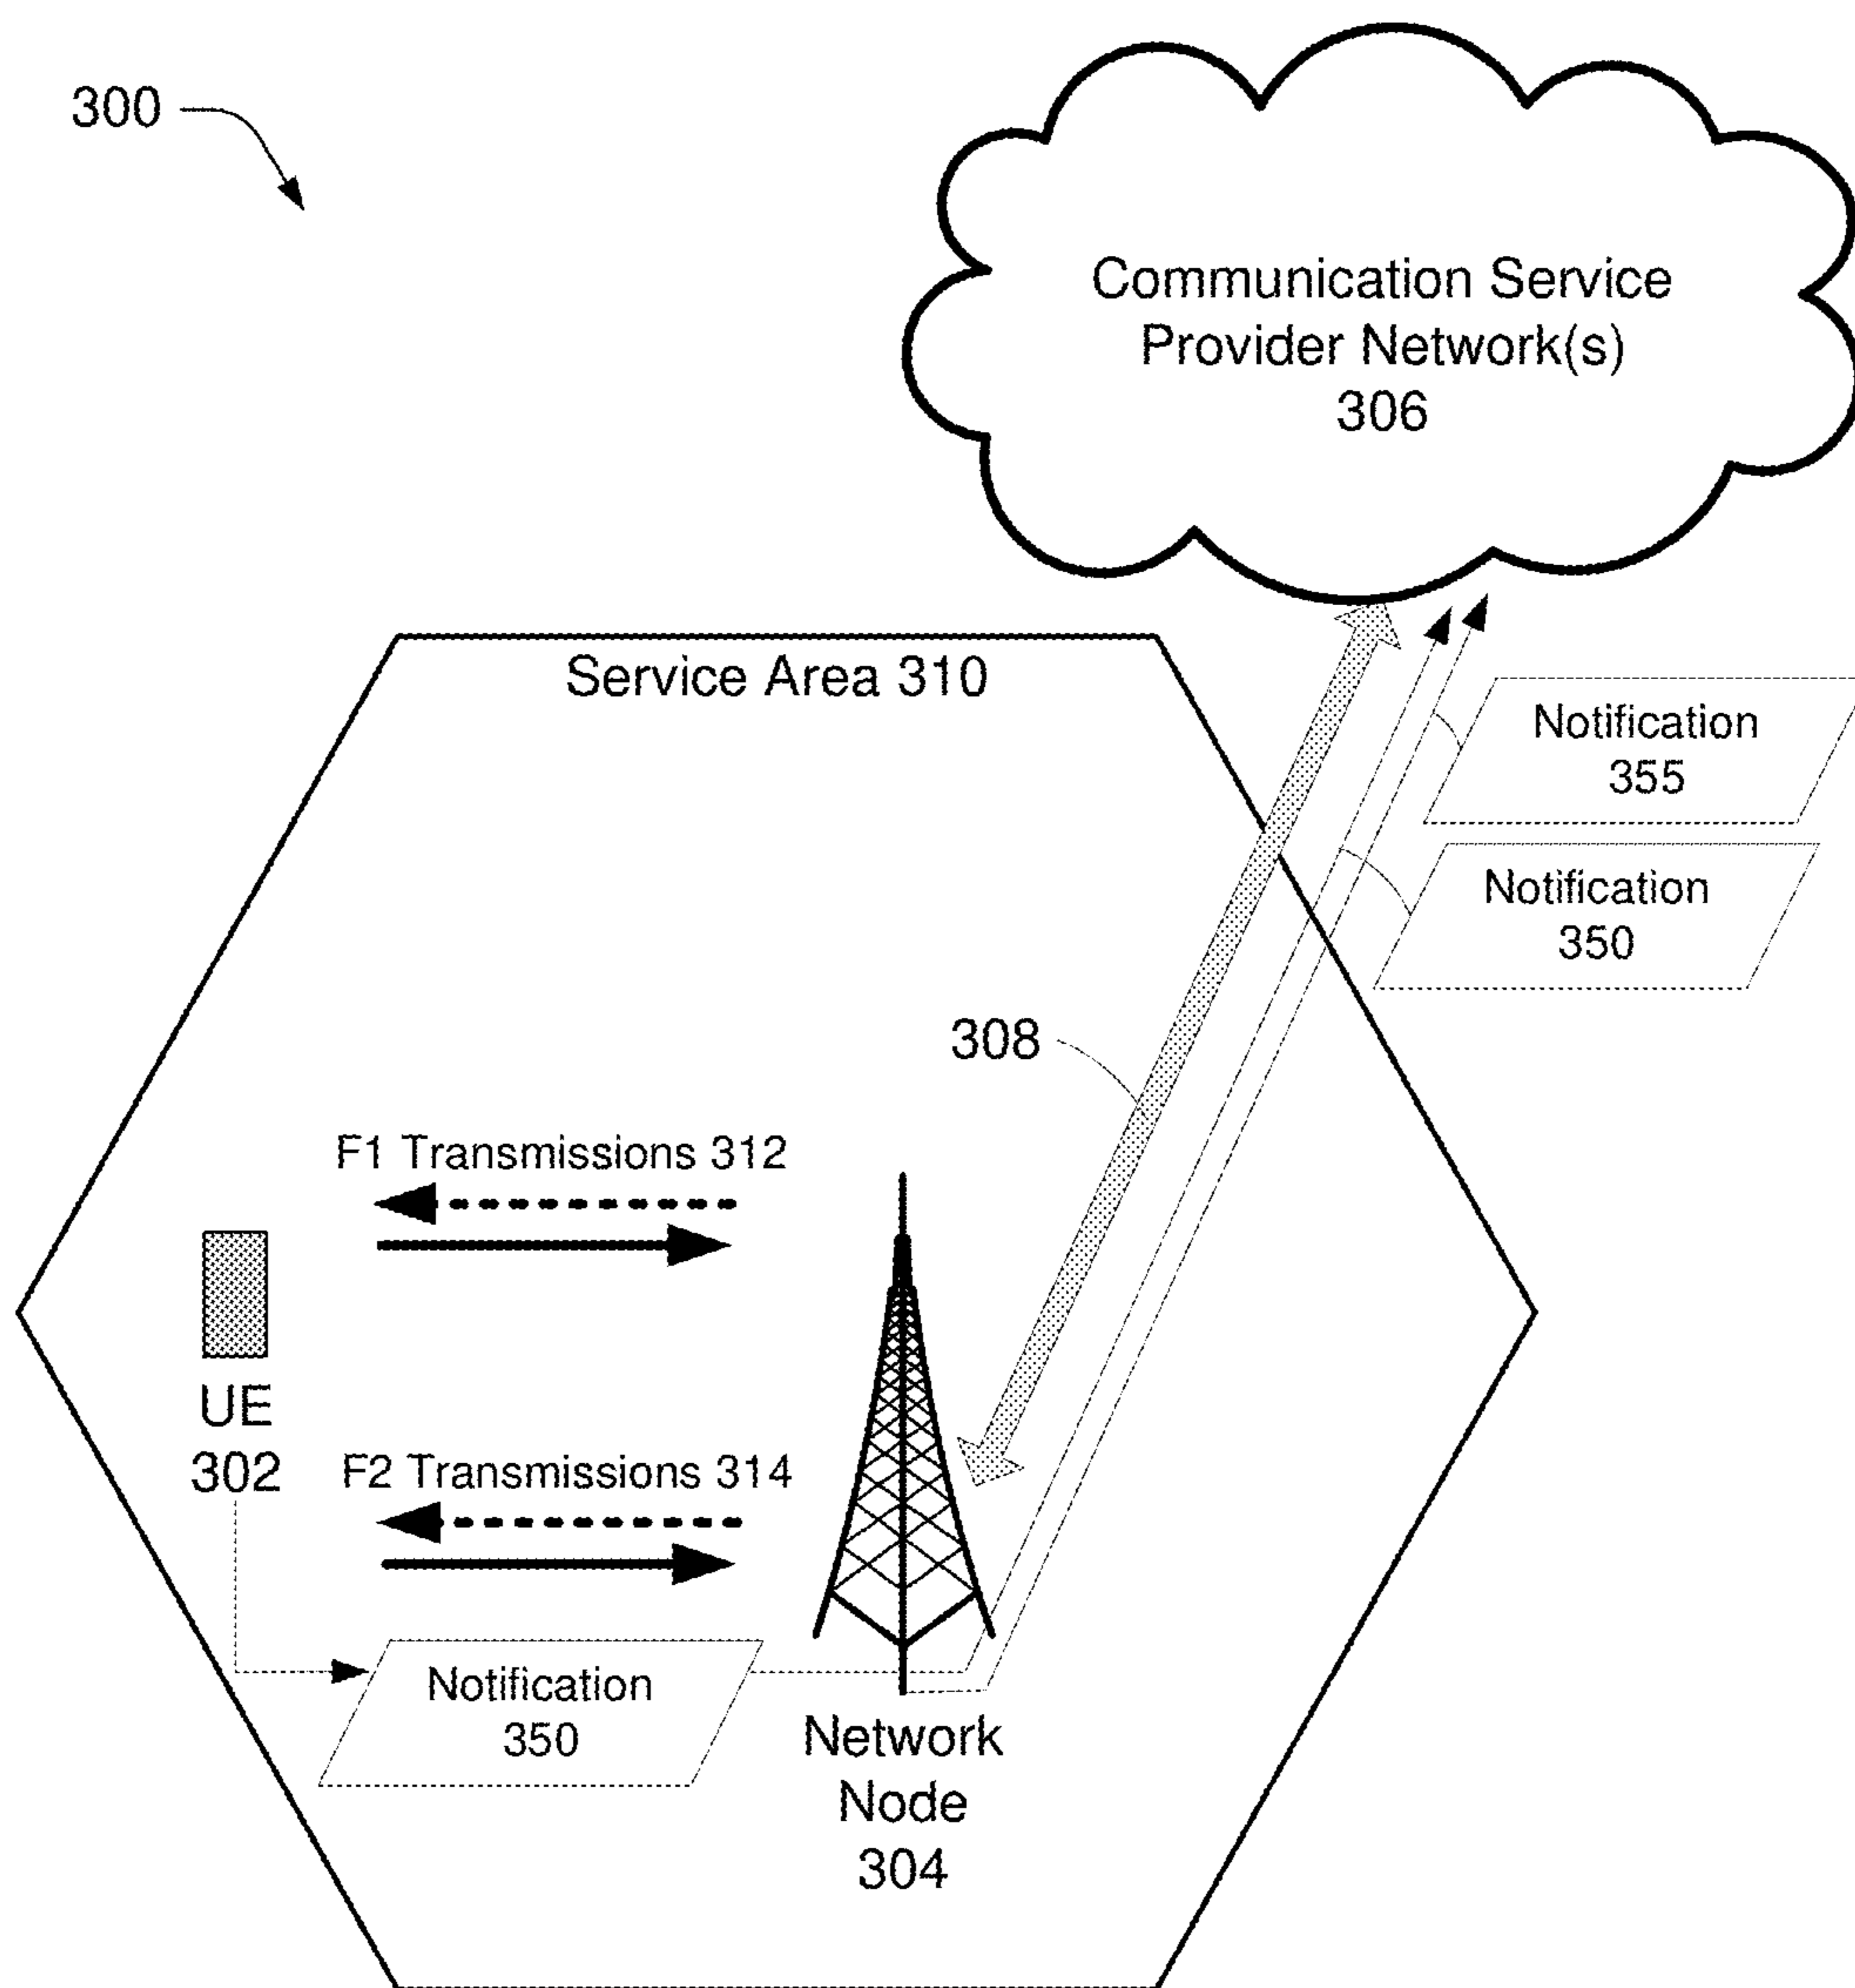 300
Communication Service
Provider Network(s)
306
Service Area 310
Notification
355
Notification
350
308
F1 Transmissions 312
UE
302
F2 Transmissions 314
Notification
350
Network
Node
304